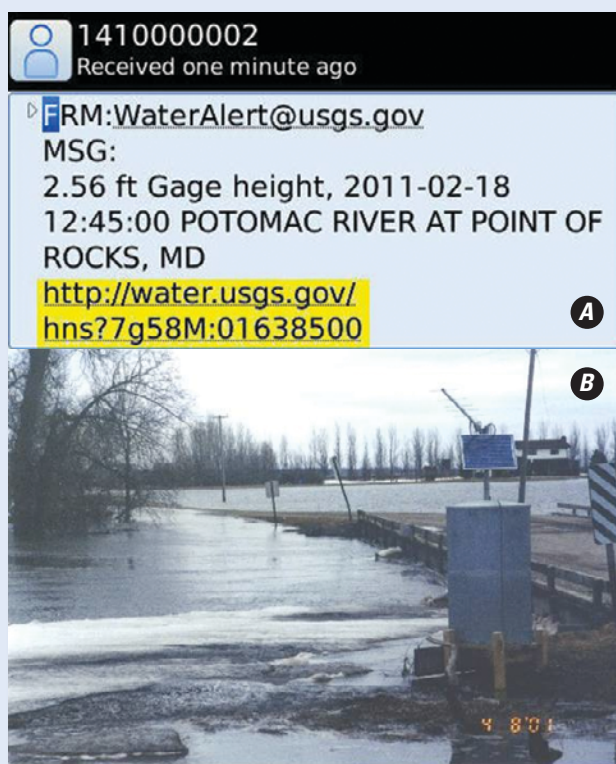 1410000002
Received one minute ago
FRM:WaterAlert@usgs.gov
MSG:
2.56 ft Gage height, 2011-02-18
12:45:00 POTOMAC RIVER AT POINT OF
ROCKS, MD
http://water.usgs.gov/
hns?7g58M:01638500
A
B
4 8'01